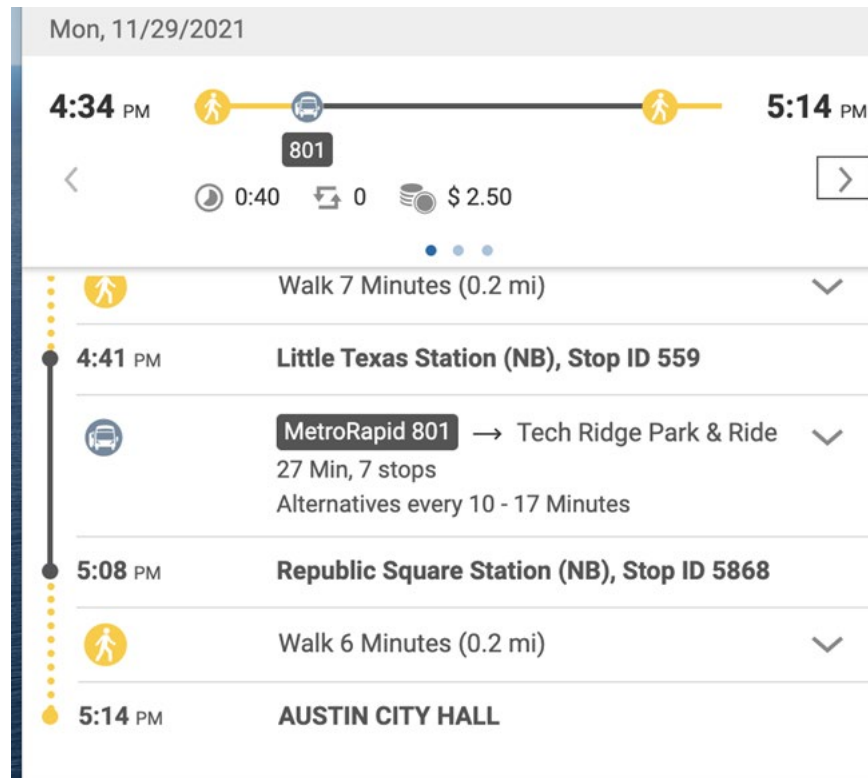 Mon, 11/29/2021
4:34 PM
5:14 PM
801
0:40
0
$ 2.50
Walk 7 Minutes (0.2 mi)
4:41 PM Little Texas Station (NB), Stop ID 559
MetroRapid 801 → Tech Ridge Park & Ride
27 Min, 7 stops
Alternatives every 10 - 17 Minutes
5:08 PM Republic Square Station (NB), Stop ID 5868
Walk 6 Minutes (0.2 mi)
5:14 PM AUSTIN CITY HALL